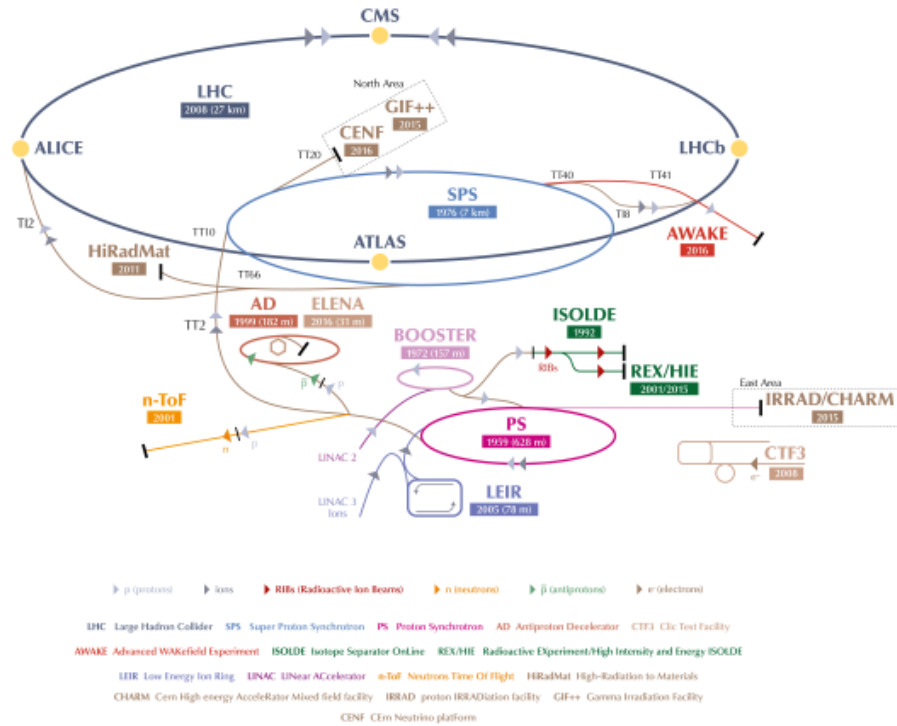 CMS
LHC
2008 (27 km)
North Area
GIF++
2015
CENF
2016
TT20
ALICE
LHCb
TT40
TT41
SPS
1976 (7 km)
TI2
TI8
TT10
HiRadMat
2011
ATLAS
AWAKE
2016
TT66
AD
1999 (182 m)
ELENA
2016 (31 m)
TT2
BOOSTER
1972 (157 m)
ISOLDE
1992
RIBs
REX/HIE
2001/2015
p̄
p
East Area
n-ToF
2001
IRRAD/CHARM
2015
n
p
PS
1959 (628 m)
LINAC 2
CTF3
2008
e-
LINAC 3
Ions
LEIR
2005 (78 m)
p (protons) ions RIBs (Radioactive Ion Beams) n (neutrons) p̄ (antiprotons) e- (electrons)
LHC Large Hadron Collider SPS Super Proton Synchrotron PS Proton Synchrotron AD Antiproton Decelerator CTF3 Clic Test Facility
AWAKE Advanced WAKefield Experiment ISOLDE Isotope Separator OnLine REX/HIE Radioactive EXperiment/High Intensity and Energy ISOLDE
LEIR Low Energy Ion Ring LINAC LINear ACcelerator n-ToF Neutrons Time Of Flight HiRadMat High-Radiation to Materials
CHARM Cern High energy AcceleRator Mixed field facility IRRAD proton IRRADiation facility GIF++ Gamma Irradiation Facility
CENF CErn Neutrino platForm